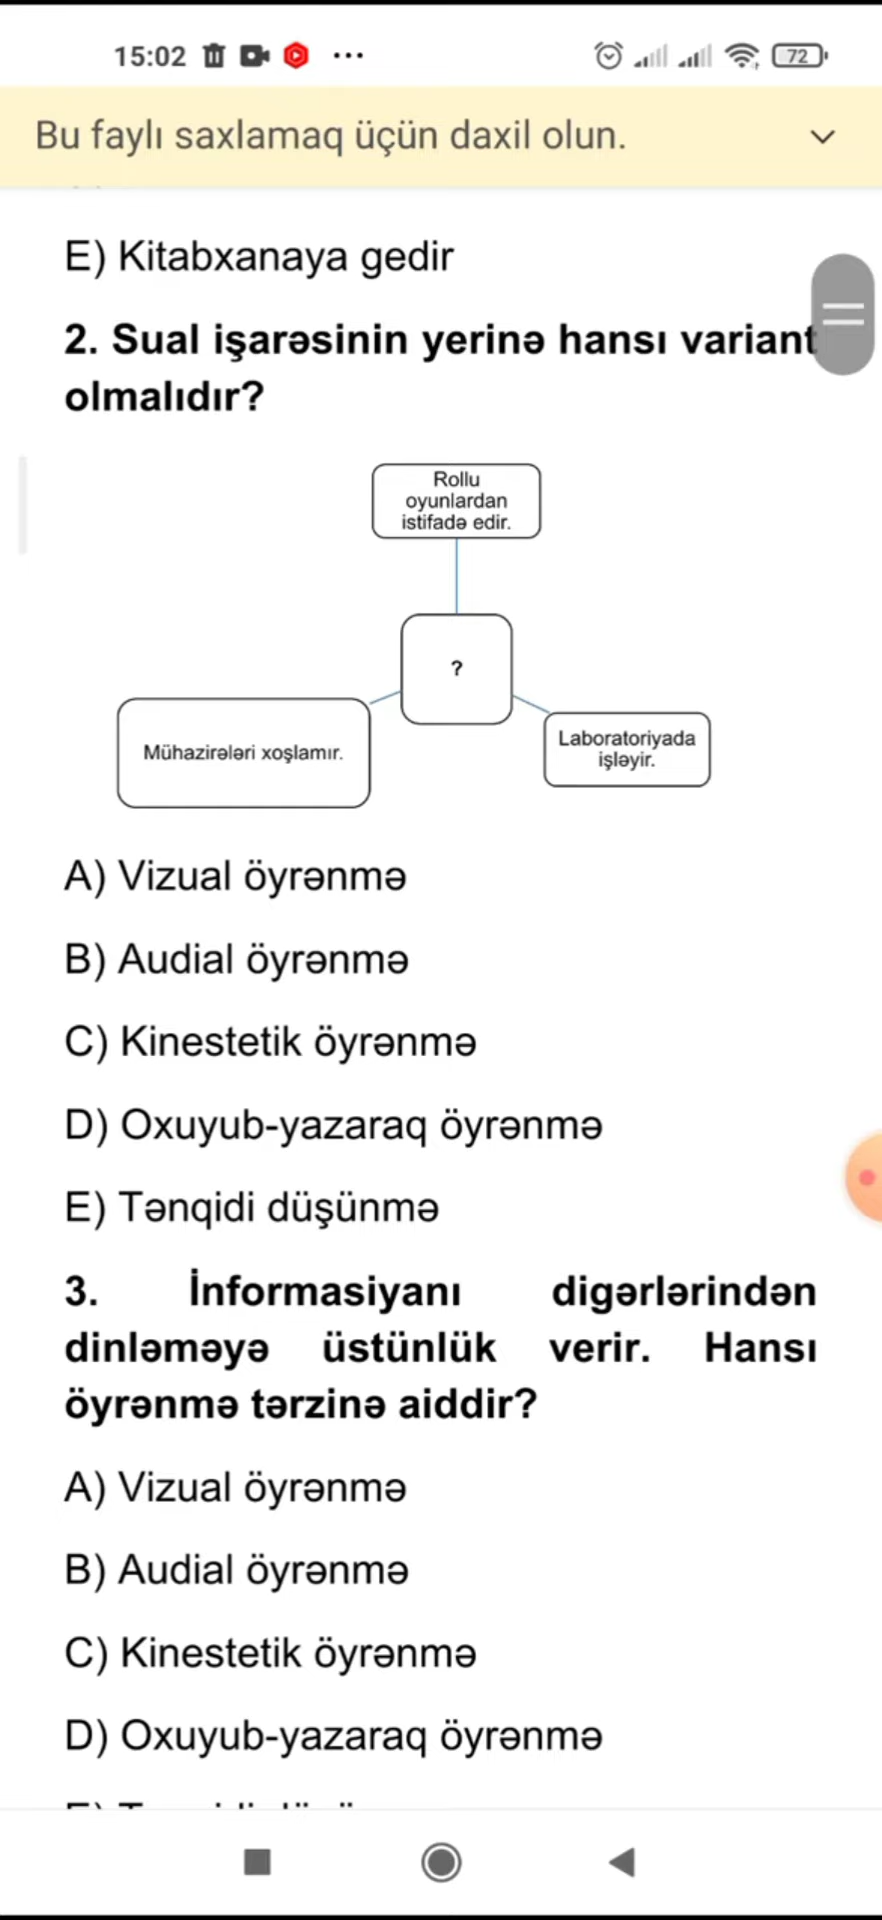 15:02
72
Bu faylı saxlamaq üçün daxil olun.
E) Kitabxanaya gedir
2. Sual işarəsinin yerinə hansı variant
olmalıdır?
Rollu
oyunlardan
istifadə edir.
?
Mühazirələri xoşlamır.
Laboratoriyada
işləyir.
A) Vizual öyrənmə
B) Audial öyrənmə
C) Kinestetik öyrənmə
D) Oxuyub-yazaraq öyrənmə
E) Tənqidi düşünmə
3. İnformasiyanı digərlərindən
dinləməyə üstünlük verir. Hansı
öyrənmə tərzinə aiddir?
A) Vizual öyrənmə
B) Audial öyrənmə
C) Kinestetik öyrənmə
D) Oxuyub-yazaraq öyrənmə